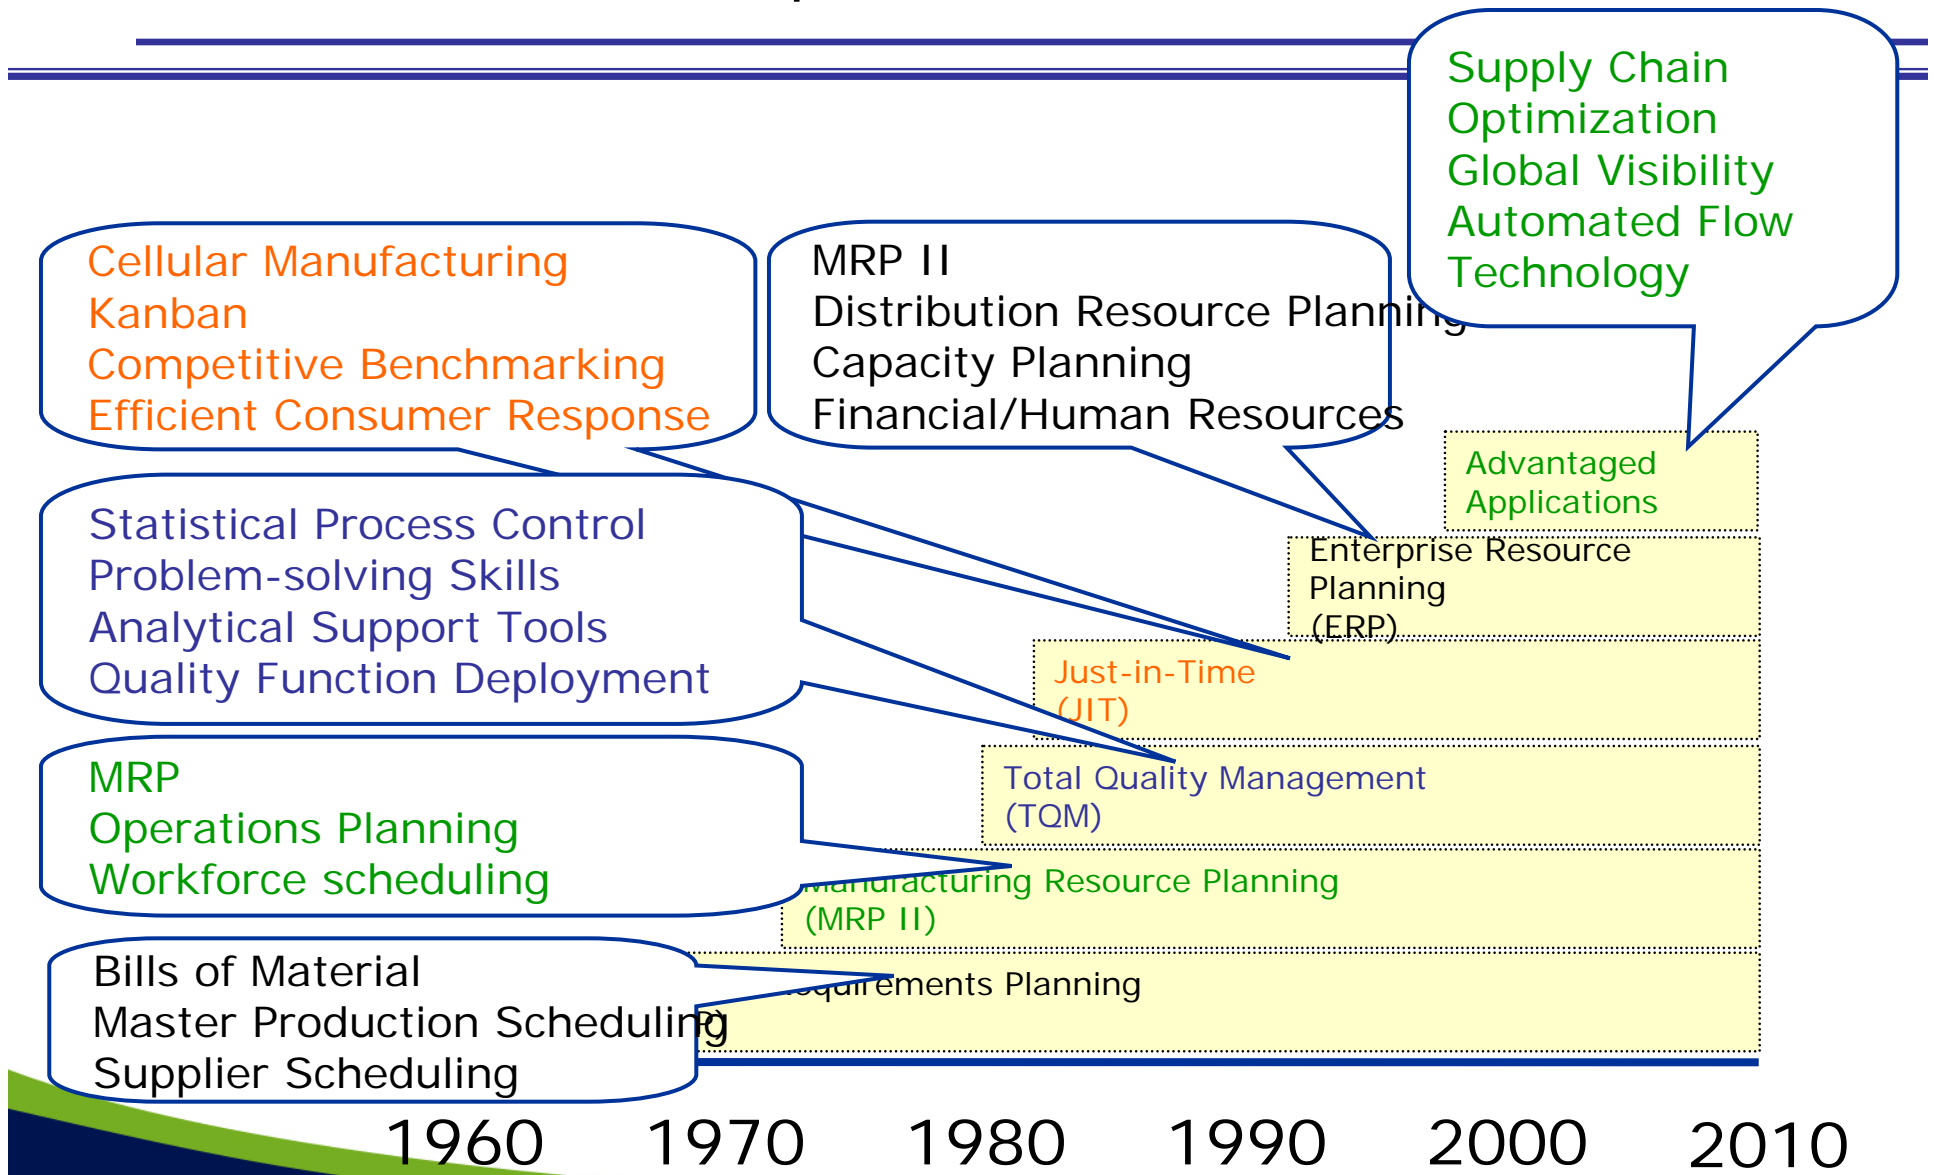 Supply Chain
Optimization
Global Visibility
Automated Flow
Technology
Cellular Manufacturing
Kanban
Competitive Benchmarking
Efficient Consumer Response
MRP II
Distribution Resource Planning
Capacity Planning
Financial/Human Resources
Advantaged
Applications
Statistical Process Control
Problem-solving Skills
Analytical Support Tools
Quality Function Deployment
Enterprise Resource
Planning
(ERP)
Just-in-Time
(JIT)
MRP
Operations Planning
Workforce scheduling
Total Quality Management
(TQM)
Manufacturing Resource Planning
(MRP II)
Bills of Material
Master Production Scheduling
Supplier Scheduling
Planning
1960 1970 1980 1990 2000 2010